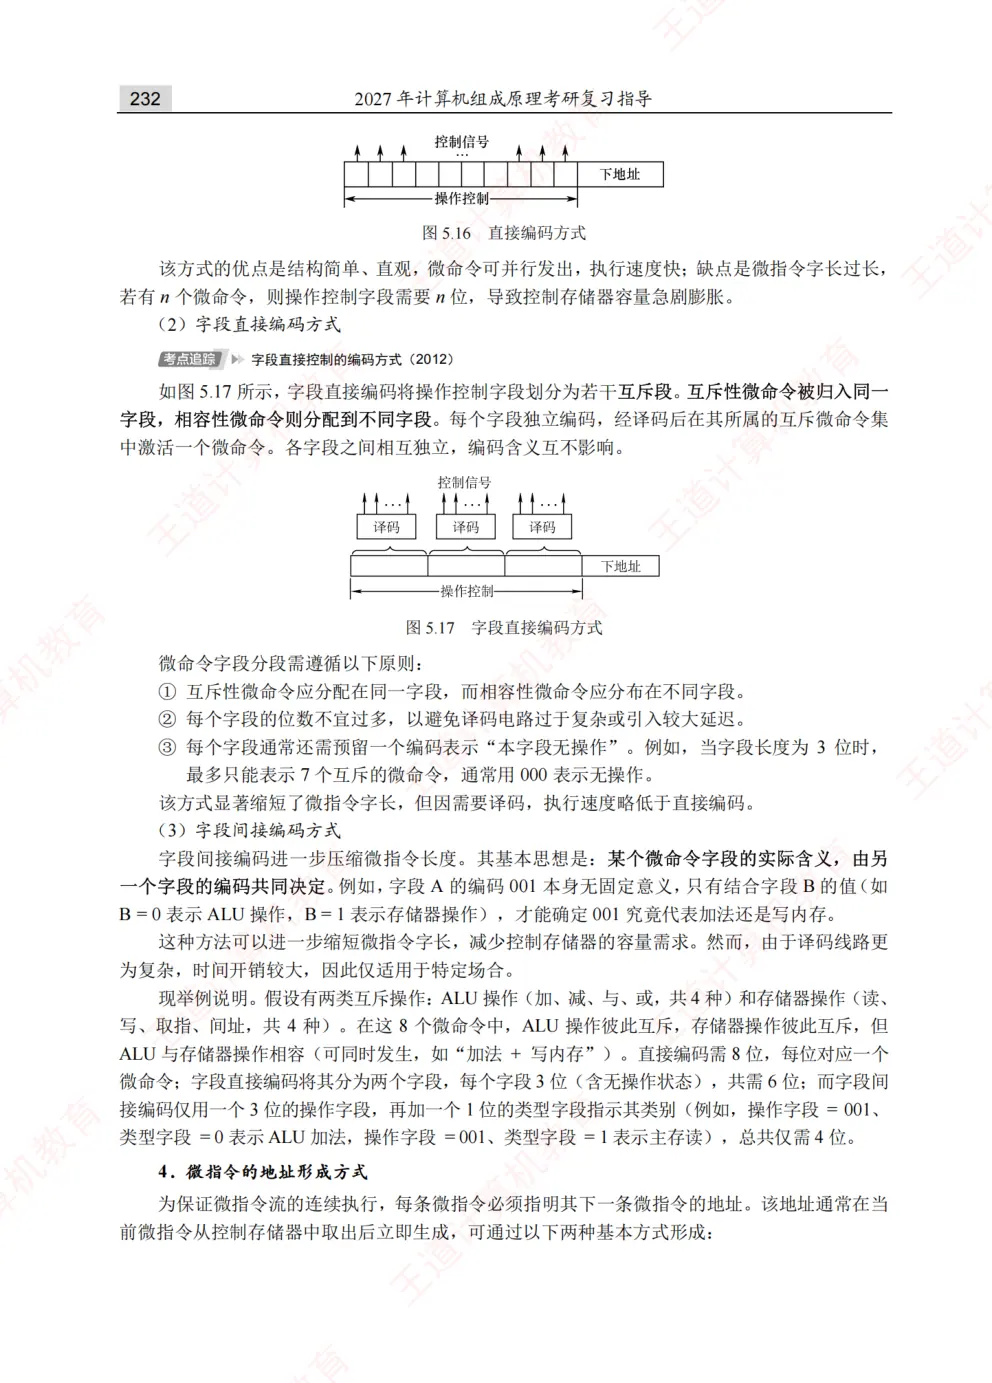 232
2027 年计算机组成原理考研复习指导
控制信号
…
下地址
操作控制
图 5.16 直接编码方式
该方式的优点是结构简单、直观，微命令可并行发出，执行速度快；缺点是微指令字长过长，
若有 n 个微命令，则操作控制字段需要 n 位，导致控制存储器容量急剧膨胀。
（2）字段直接编码方式
考点追踪 字段直接控制的编码方式（2012）
如图 5.17 所示，字段直接编码将操作控制字段划分为若干互斥段。互斥性微命令被归入同一
字段，相容性微命令则分配到不同字段。每个字段独立编码，经译码后在其所属的互斥微命令集
中激活一个微命令。各字段之间相互独立，编码含义互不影响。
控制信号
… … …
译码 译码 译码
下地址
操作控制
图 5.17 字段直接编码方式
微命令字段分段需遵循以下原则：
① 互斥性微命令应分配在同一字段，而相容性微命令应分布在不同字段。
② 每个字段的位数不宜过多，以避免译码电路过于复杂或引入较大延迟。
③ 每个字段通常还需预留一个编码表示“本字段无操作”。例如，当字段长度为 3 位时，
最多只能表示 7 个互斥的微命令，通常用 000 表示无操作。
该方式显著缩短了微指令字长，但因需要译码，执行速度略低于直接编码。
（3）字段间接编码方式
字段间接编码进一步压缩微指令长度。其基本思想是：某个微命令字段的实际含义，由另
一个字段的编码共同决定。例如，字段 A 的编码 001 本身无固定意义，只有结合字段 B 的值（如
B = 0 表示 ALU 操作，B = 1 表示存储器操作），才能确定 001 究竟代表加法还是写内存。
这种方法可以进一步缩短微指令字长，减少控制存储器的容量需求。然而，由于译码线路更
为复杂，时间开销较大，因此仅适用于特定场合。
现举例说明。假设有两类互斥操作：ALU 操作（加、减、与、或，共 4 种）和存储器操作（读、
写、取指、间址，共 4 种）。在这 8 个微命令中，ALU 操作彼此互斥，存储器操作彼此互斥，但
ALU 与存储器操作相容（可同时发生，如“加法 + 写内存”）。直接编码需 8 位，每位对应一个
微命令；字段直接编码将其分为两个字段，每个字段 3 位（含无操作状态），共需 6 位；而字段间
接编码仅用一个 3 位的操作字段，再加一个 1 位的类型字段指示其类别（例如，操作字段 = 001、
类型字段 = 0 表示 ALU 加法，操作字段 = 001、类型字段 = 1 表示主存读），总共仅需 4 位。
4．微指令的地址形成方式
为保证微指令流的连续执行，每条微指令必须指明其下一条微指令的地址。该地址通常在当
前微指令从控制存储器中取出后立即生成，可通过以下两种基本方式形成：
王道计算机教育